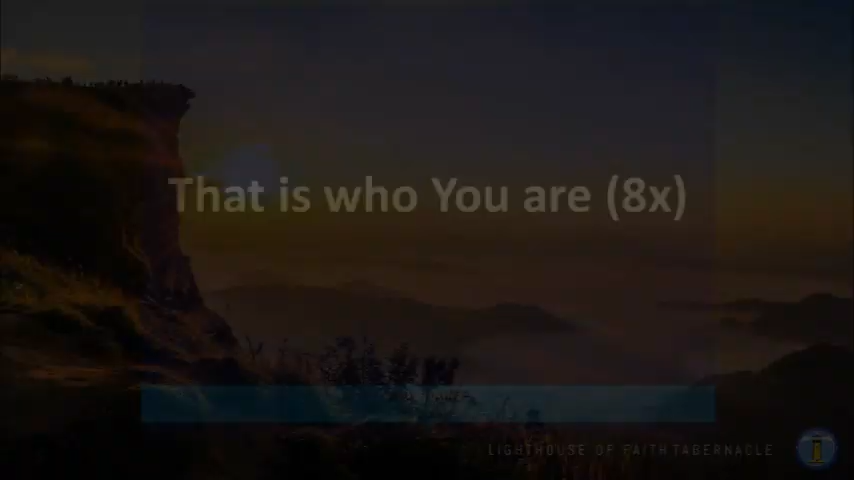 That is who You are (8x)
LIGHTHOUSE OF FAITH TABERNACLE